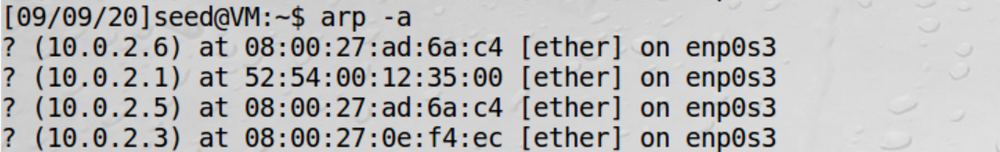 [09/09/20]seed@VM:~$ arp -a
? (10.0.2.6) at 08:00:27:ad:6a:c4 [ether] on enp0s3
? (10.0.2.1) at 52:54:00:12:35:00 [ether] on enp0s3
? (10.0.2.5) at 08:00:27:ad:6a:c4 [ether] on enp0s3
? (10.0.2.3) at 08:00:27:0e:f4:ec [ether] on enp0s3